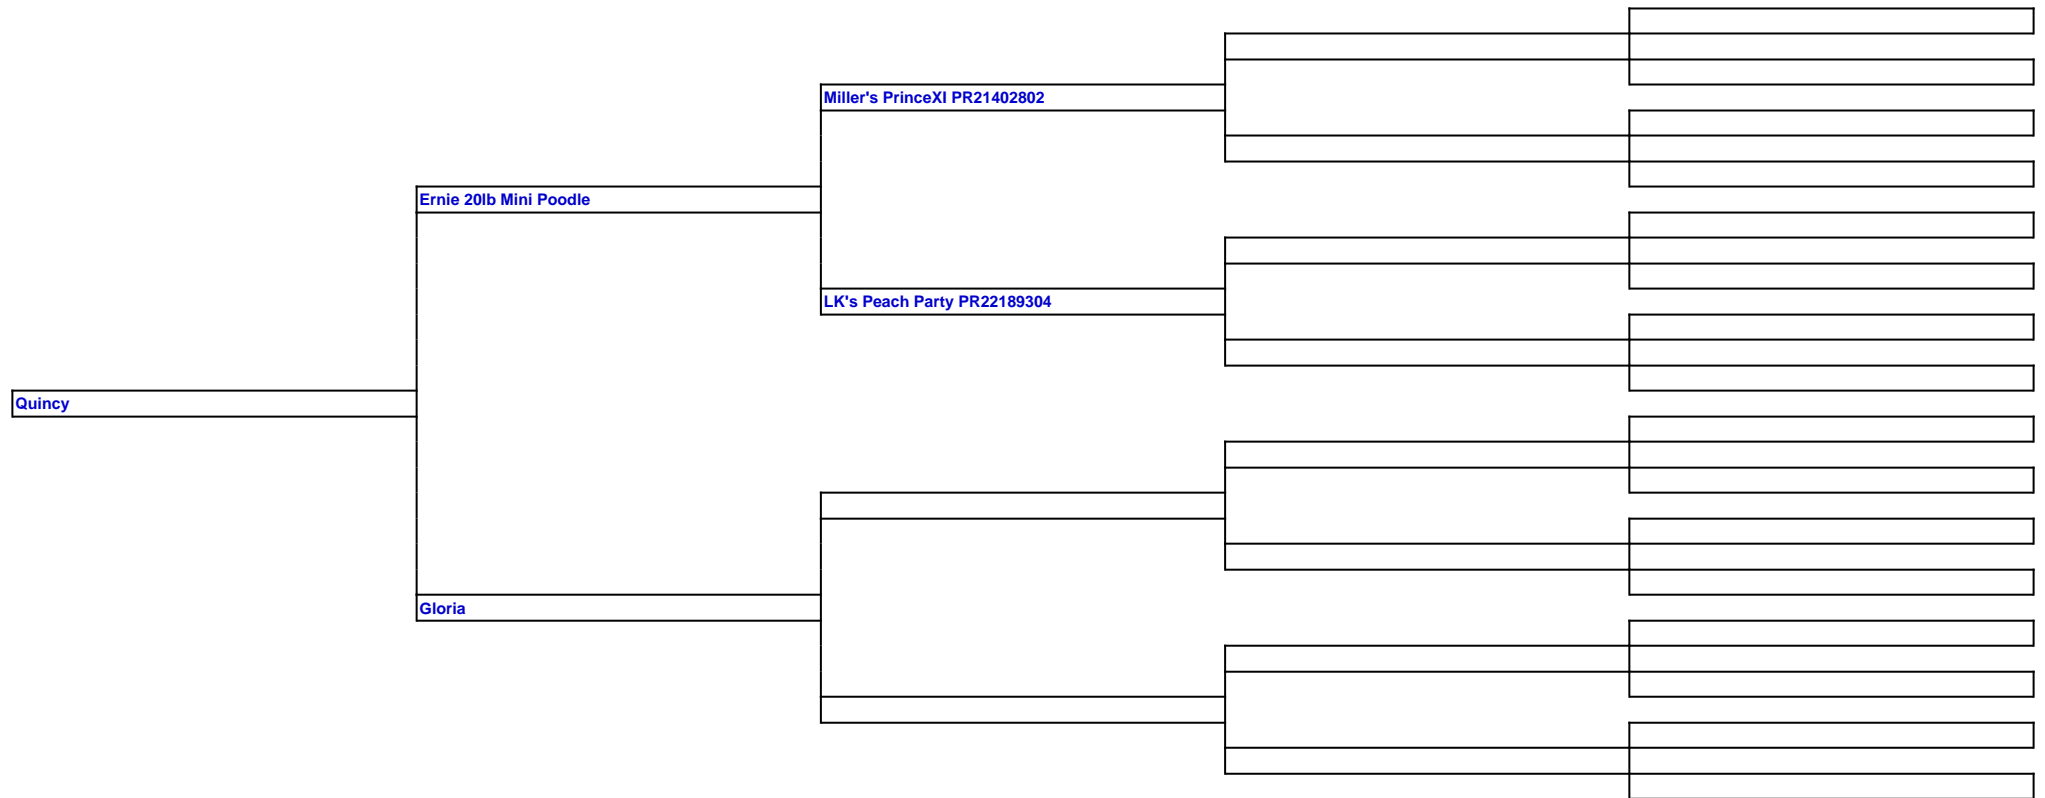 Miller's PrinceXI PR21402802
Ernie 20lb Mini Poodle
LK's Peach Party PR22189304
Quincy
Gloria